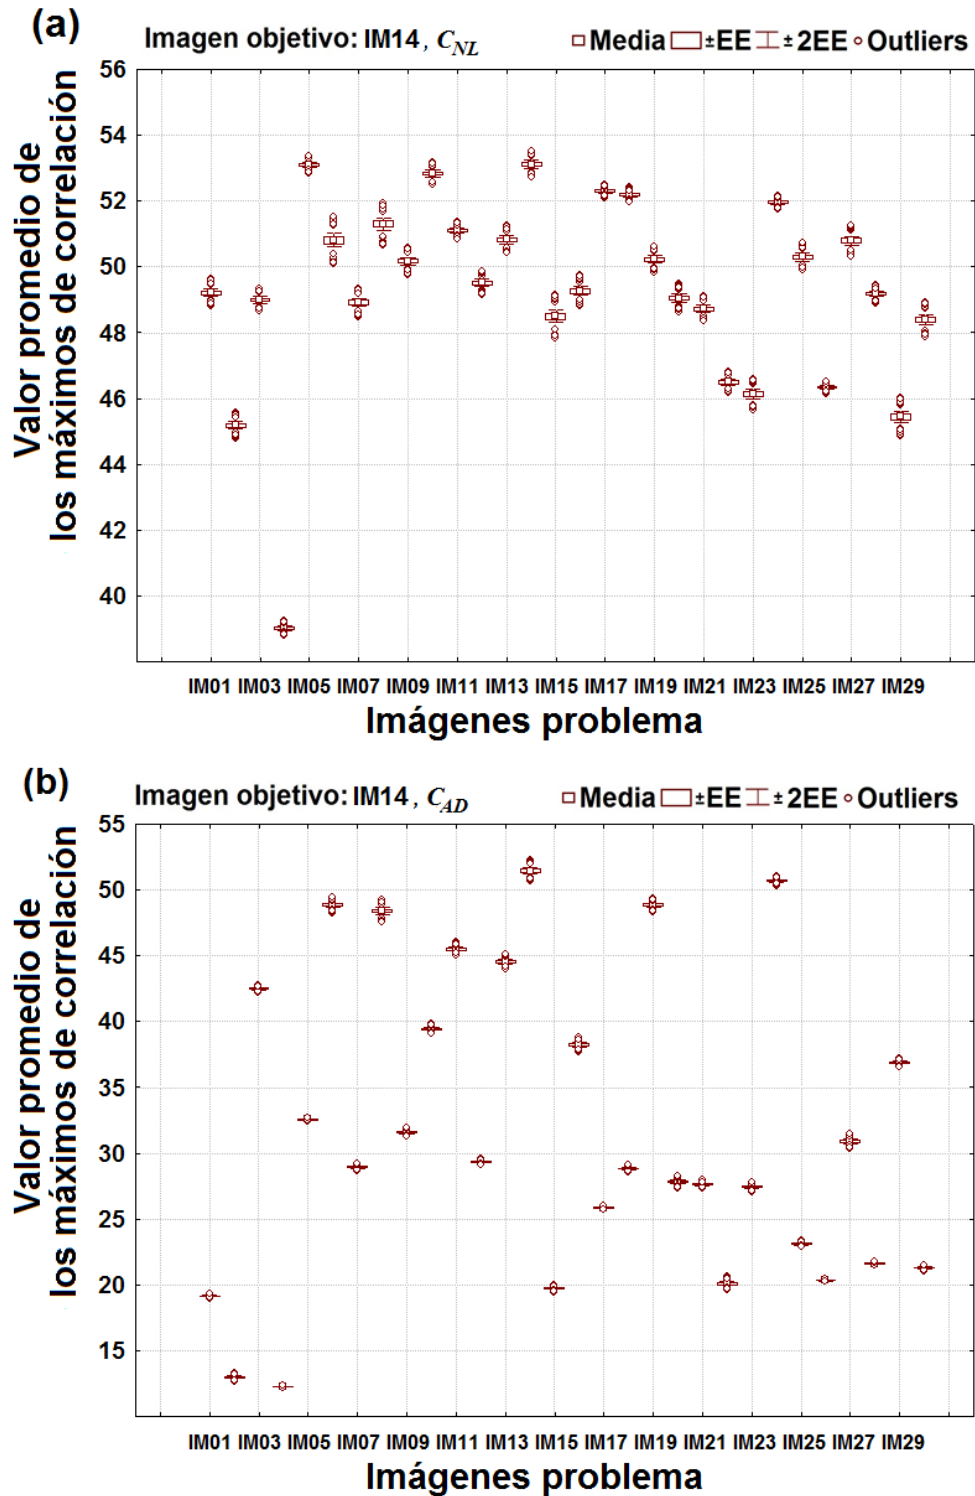 (a)
Imagen objetivo: IM14 , C_NL  Media ±EE ± 2EE Outliers
Valor promedio de
los máximos de correlación
56
54
52
50
48
46
44
42
40
IM01 IM03 IM05 IM07 IM09 IM11 IM13 IM15 IM17 IM19 IM21 IM23 IM25 IM27 IM29
Imágenes problema
(b)
Imagen objetivo: IM14 , C_AD  Media ±EE ± 2EE Outliers
Valor promedio de
los máximos de correlación
55
50
45
40
35
30
25
20
15
IM01 IM03 IM05 IM07 IM09 IM11 IM13 IM15 IM17 IM19 IM21 IM23 IM25 IM27 IM29
Imágenes problema